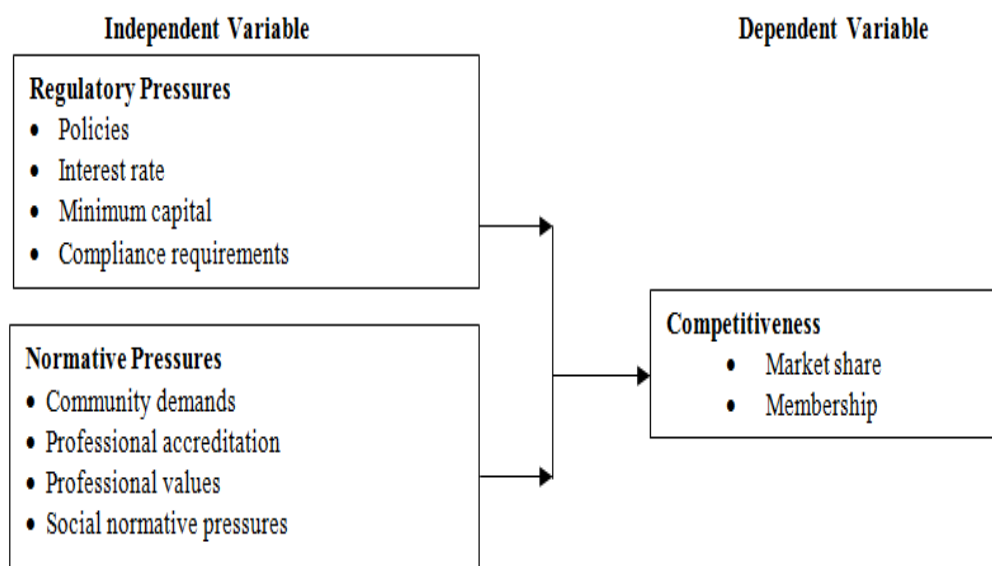 Independent Variable
Dependent Variable
Regulatory Pressures
• Policies
• Interest rate
• Minimum capital
• Compliance requirements
Normative Pressures
• Community demands
• Professional accreditation
• Professional values
• Social normative pressures
Competitiveness
• Market share
• Membership